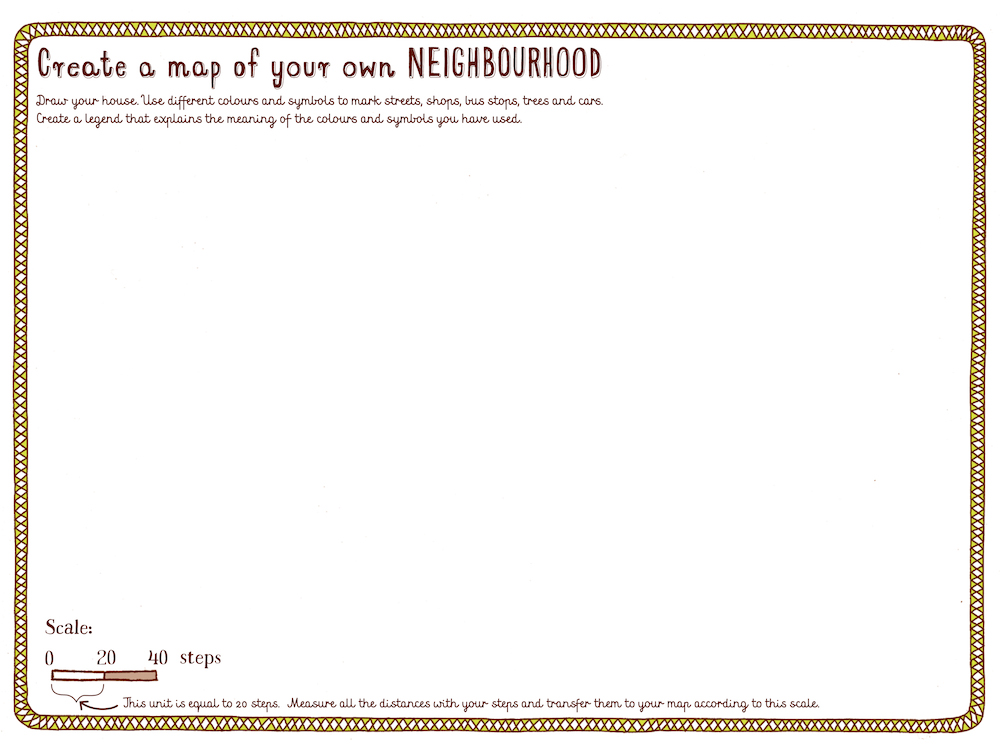 Create a map of your own NEIGHBOURHOOD
Draw your house. Use different colours and symbols to mark streets, shops, bus stops, trees and cars.
Create a legend that explains the meaning of the colours and symbols you have used.
Scale:
0 20 40 steps
This unit is equal to 20 steps. Measure all the distances with your steps and transfer them to your map according to this scale.